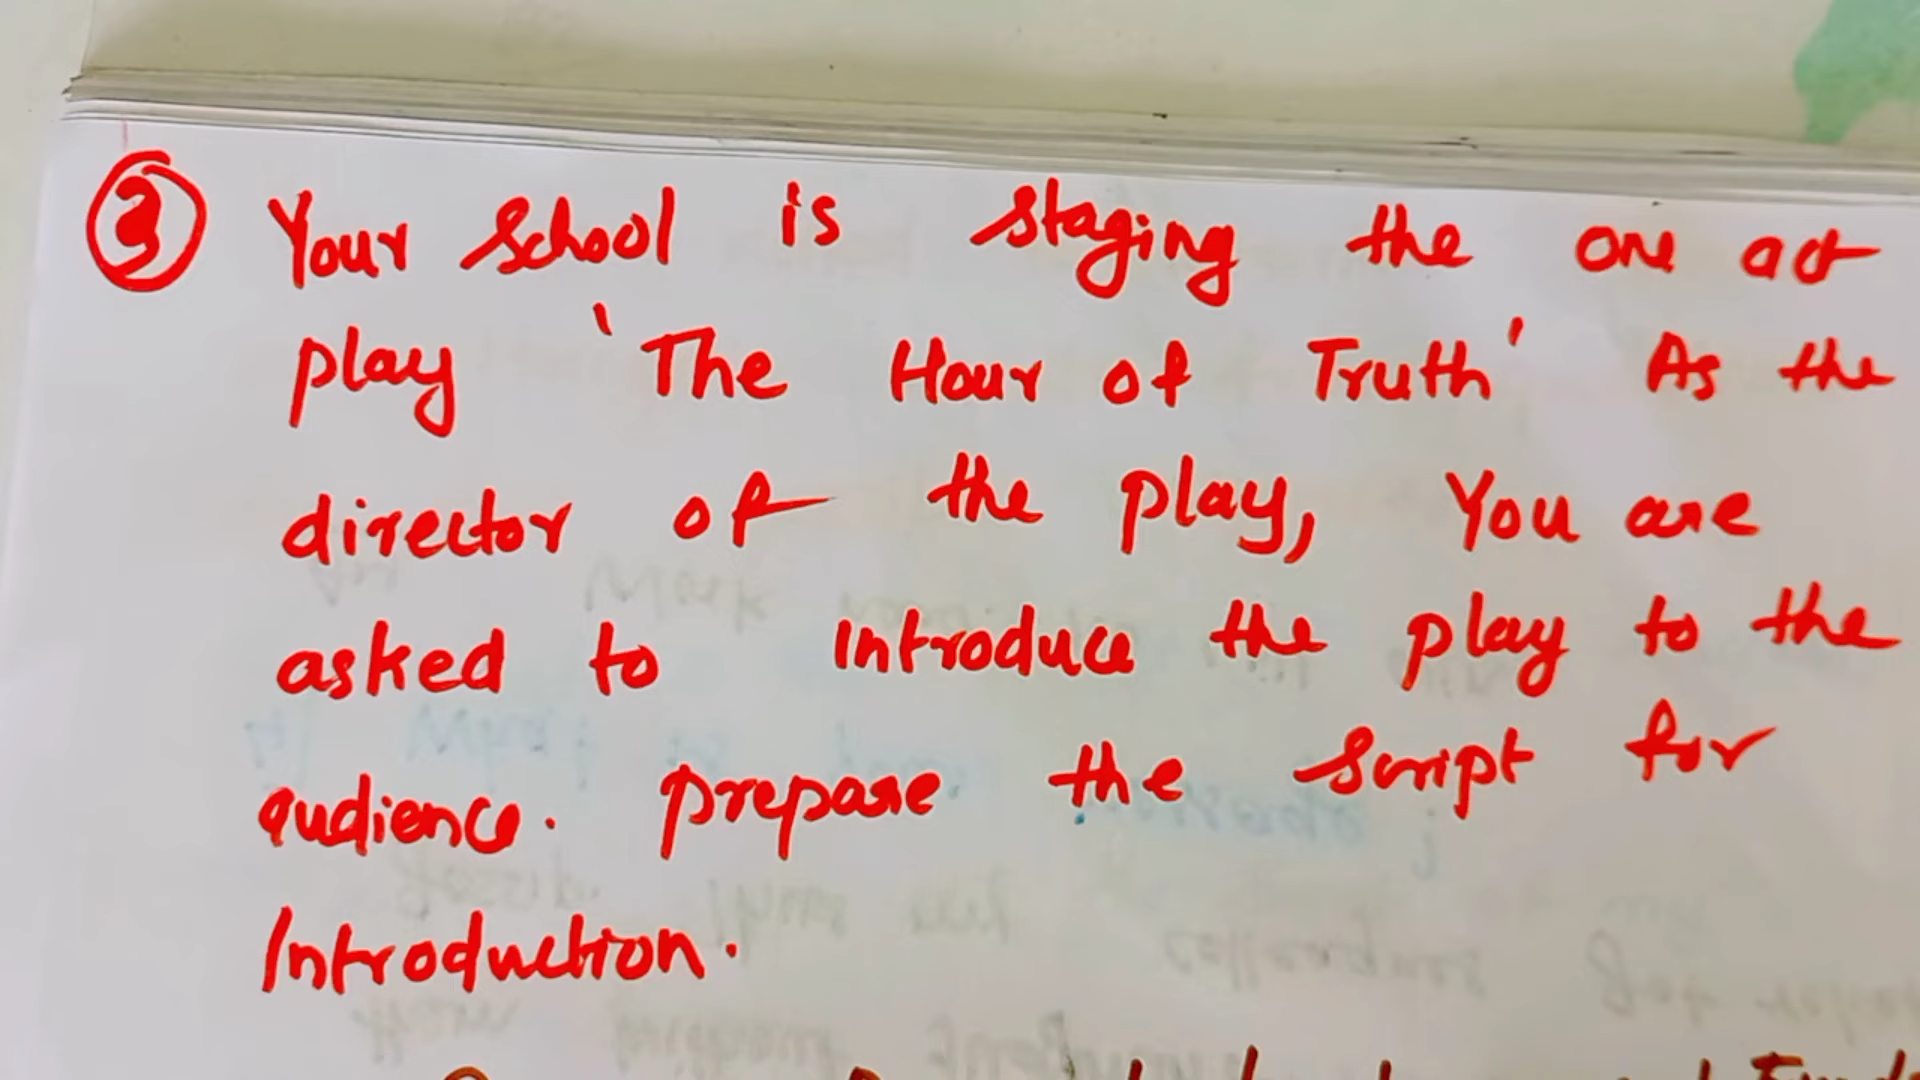 3 Your School is staging the one act
play 'The Hour of Truth' As the
director of the play, You are
asked to introduce the play to the
audience. prepare the Script for
Introduction.